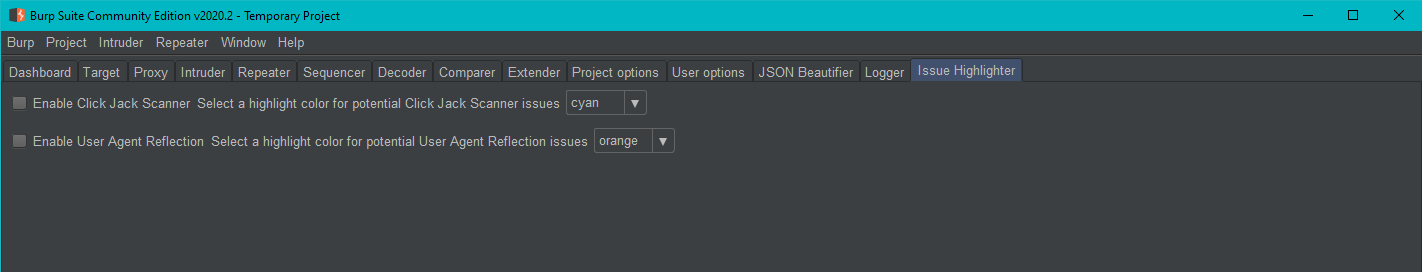 Burp Suite Community Edition v2020.2 - Temporary Project
Burp Project Intruder Repeater Window Help
Dashboard Target Proxy Intruder Repeater Sequencer Decoder Comparer Extender Project options User options JSON Beautifier Logger Issue Highlighter
Enable Click Jack Scanner Select a highlight color for potential Click Jack Scanner issues cyan
Enable User Agent Reflection Select a highlight color for potential User Agent Reflection issues orange